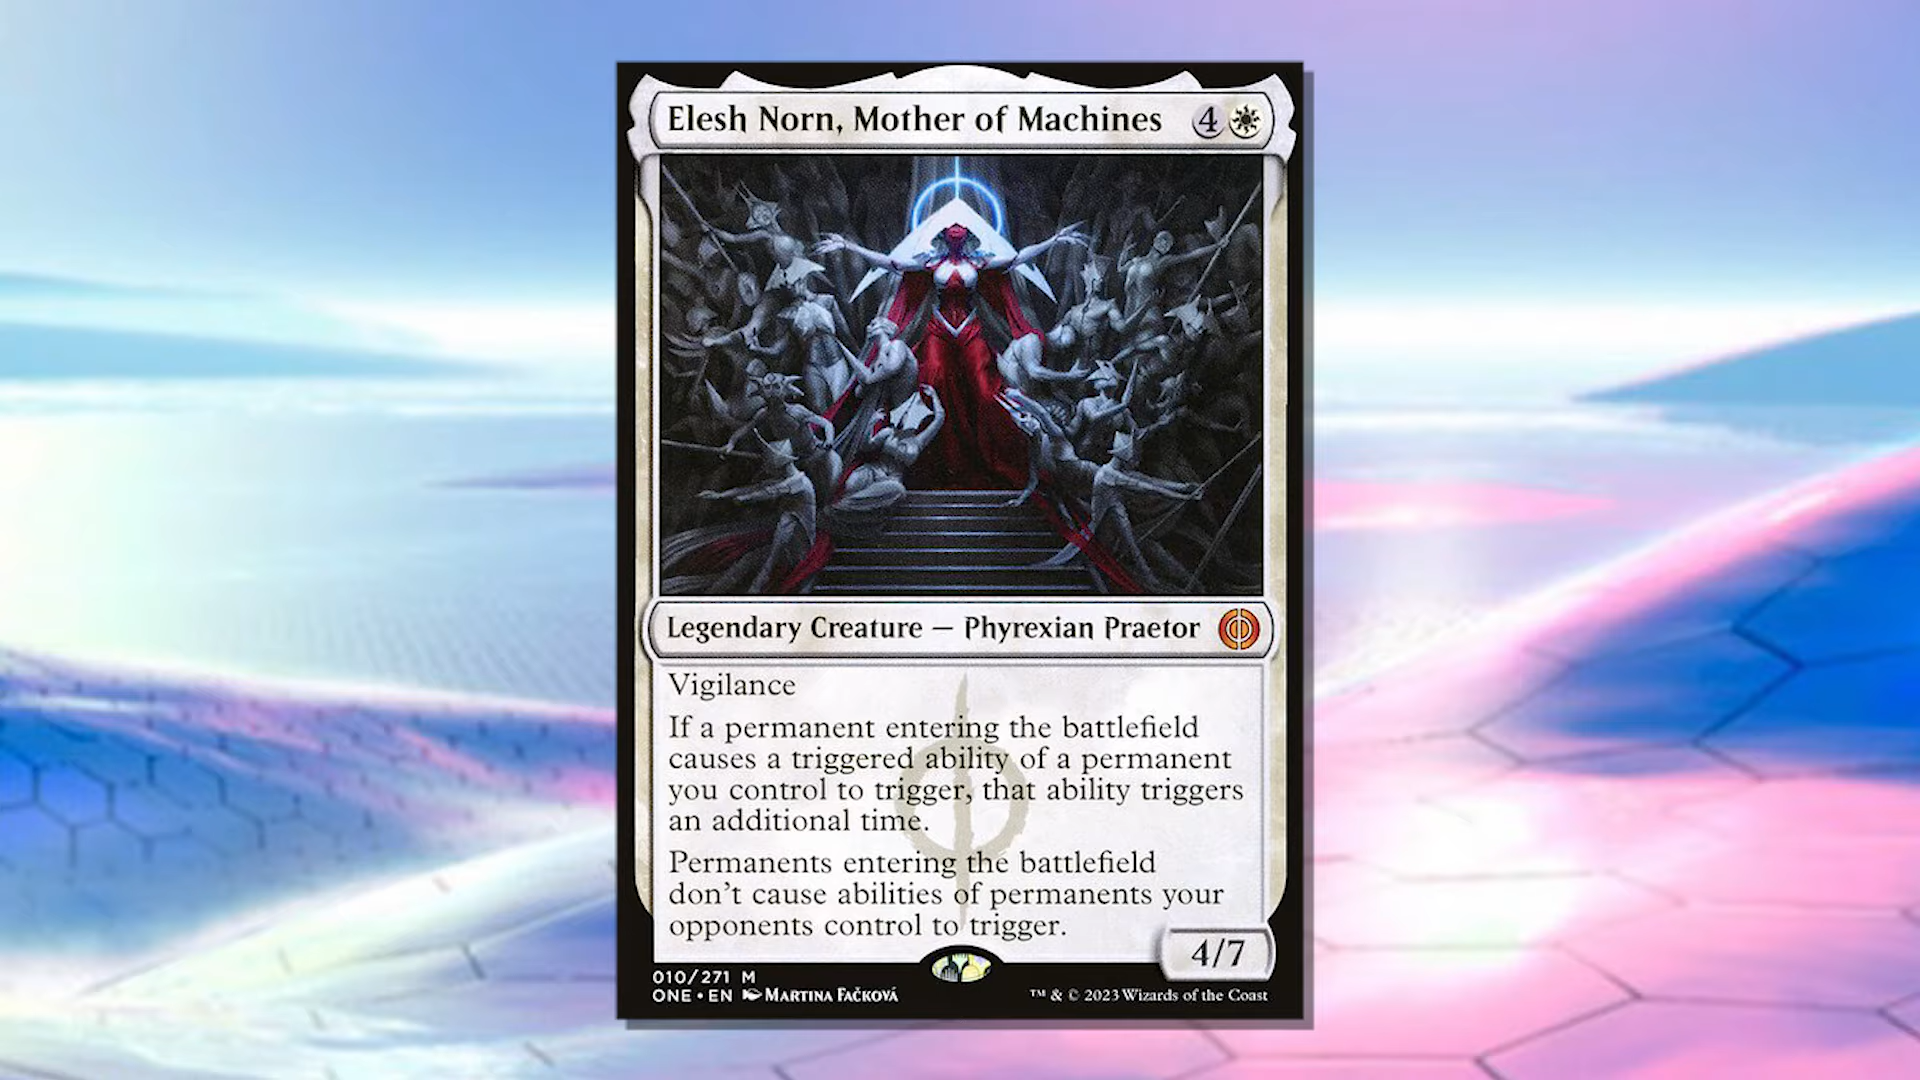 Elesh Norn, Mother of Machines 4
Legendary Creature — Phyrexian Praetor
Vigilance
If a permanent entering the battlefield
causes a triggered ability of a permanent
you control to trigger, that ability triggers
an additional time.
Permanents entering the battlefield
don't cause abilities of permanents your
opponents control to trigger.
4/7
010/271 M
ONE • EN Martina Fačková
™ & © 2023 Wizards of the Coast